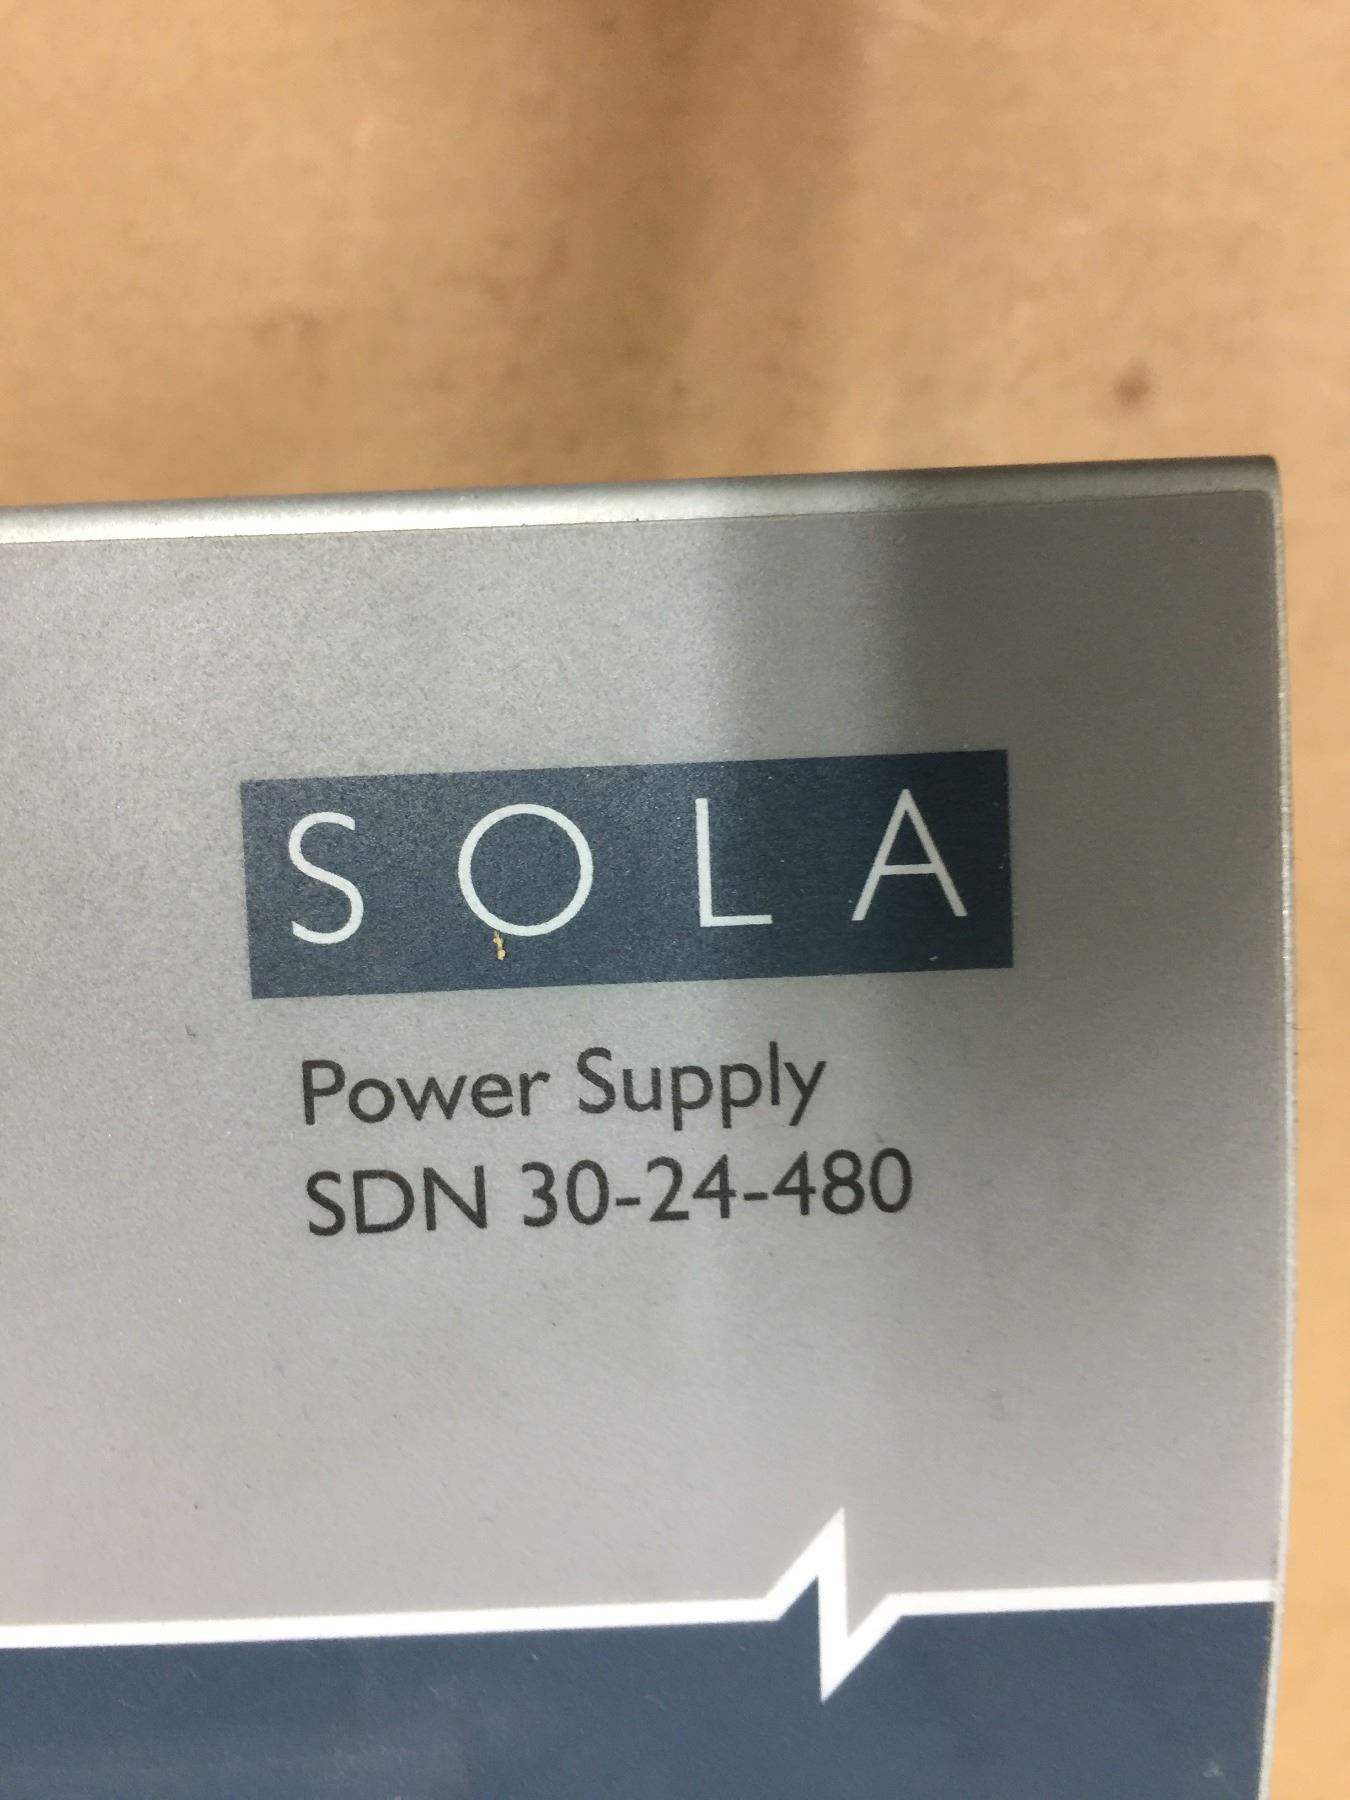 SOLA
Power Supply
SDN 30-24-480